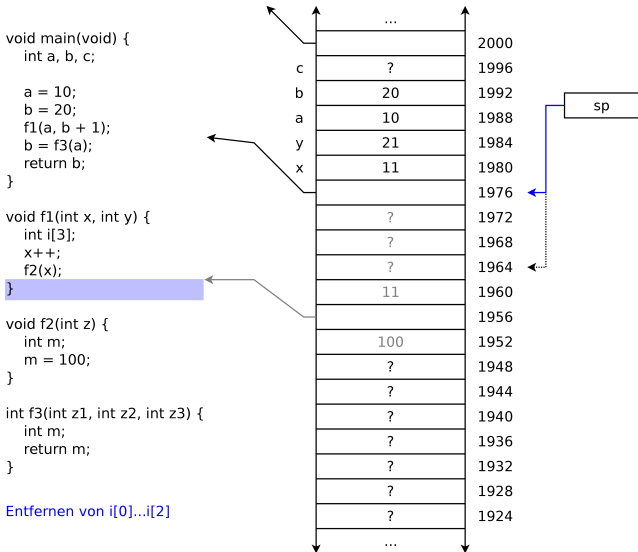 void main(void) {
int a, b, c;
a = 10;
b = 20;
f1(a, b + 1);
b = f3(a);
return b;
}
void f1(int x, int y) {
int i[3];
x++;
f2(x);
}
void f2(int z) {
int m;
m = 100;
}
int f3(int z1, int z2, int z3) {
int m;
return m;
}
Entfernen von i[0]...i[2]
...
2000
c ? 1996
b 20 1992
a 10 1988
y 21 1984
x 11 1980
1976
? 1972
? 1968
? 1964
11 1960
1956
100 1952
? 1948
? 1944
? 1940
? 1936
? 1932
? 1928
? 1924
...
sp